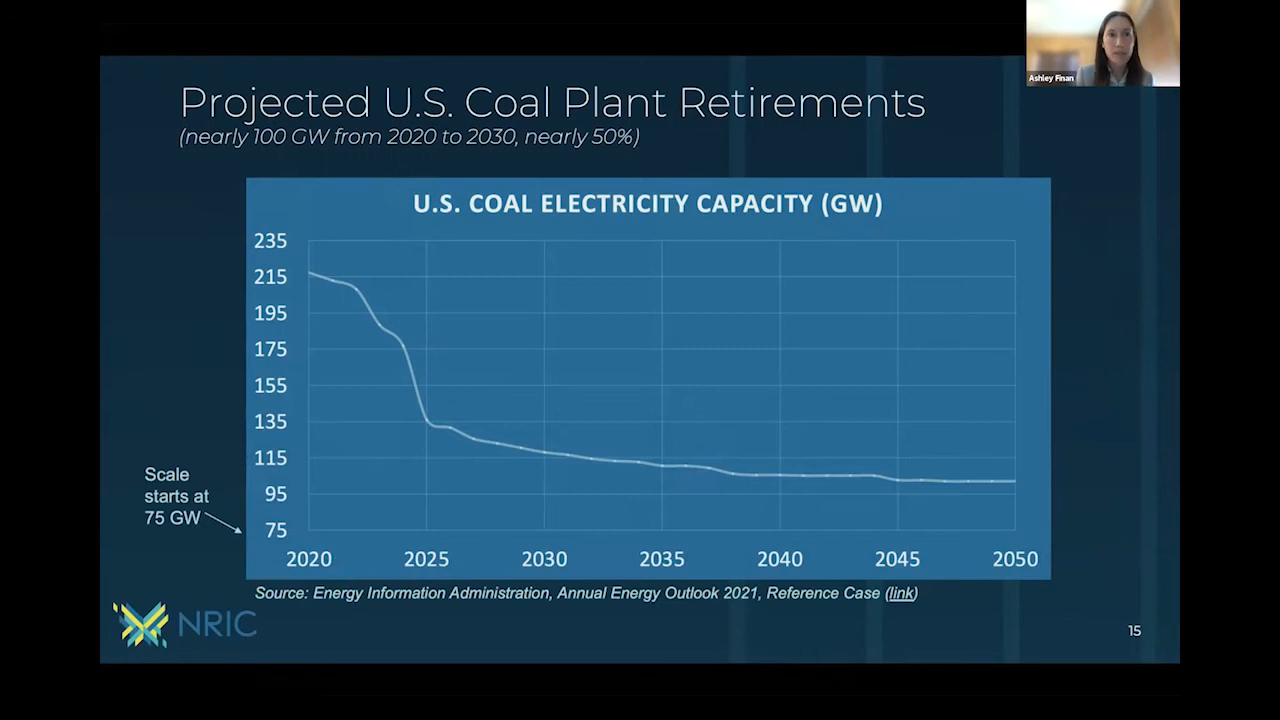 Ashley Finan
Projected U.S. Coal Plant Retirements
(nearly 100 GW from 2020 to 2030, nearly 50%)
U.S. COAL ELECTRICITY CAPACITY (GW)
235
215
195
175
155
135
115
95
75
Scale
starts at
75 GW
2020 2025 2030 2035 2040 2045 2050
Source: Energy Information Administration, Annual Energy Outlook 2021, Reference Case (link)
NRIC
15